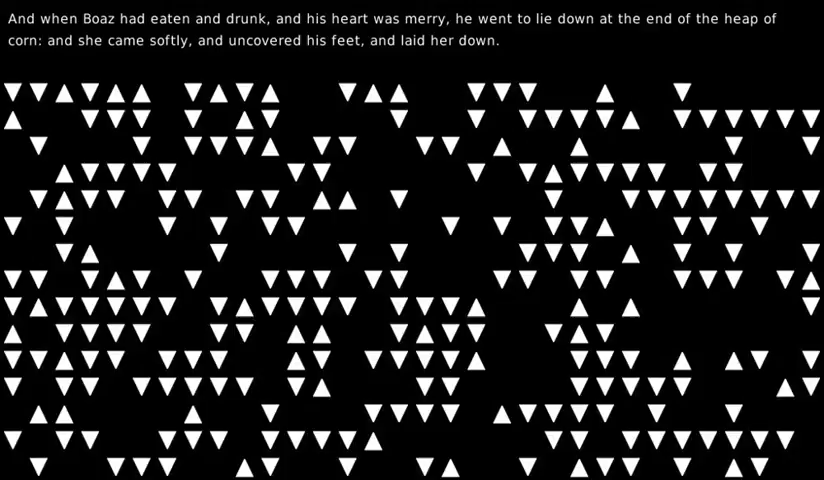 And when Boaz had eaten and drunk, and his heart was merry, he went to lie down at the end of the heap of
corn: and she came softly, and uncovered his feet, and laid her down.